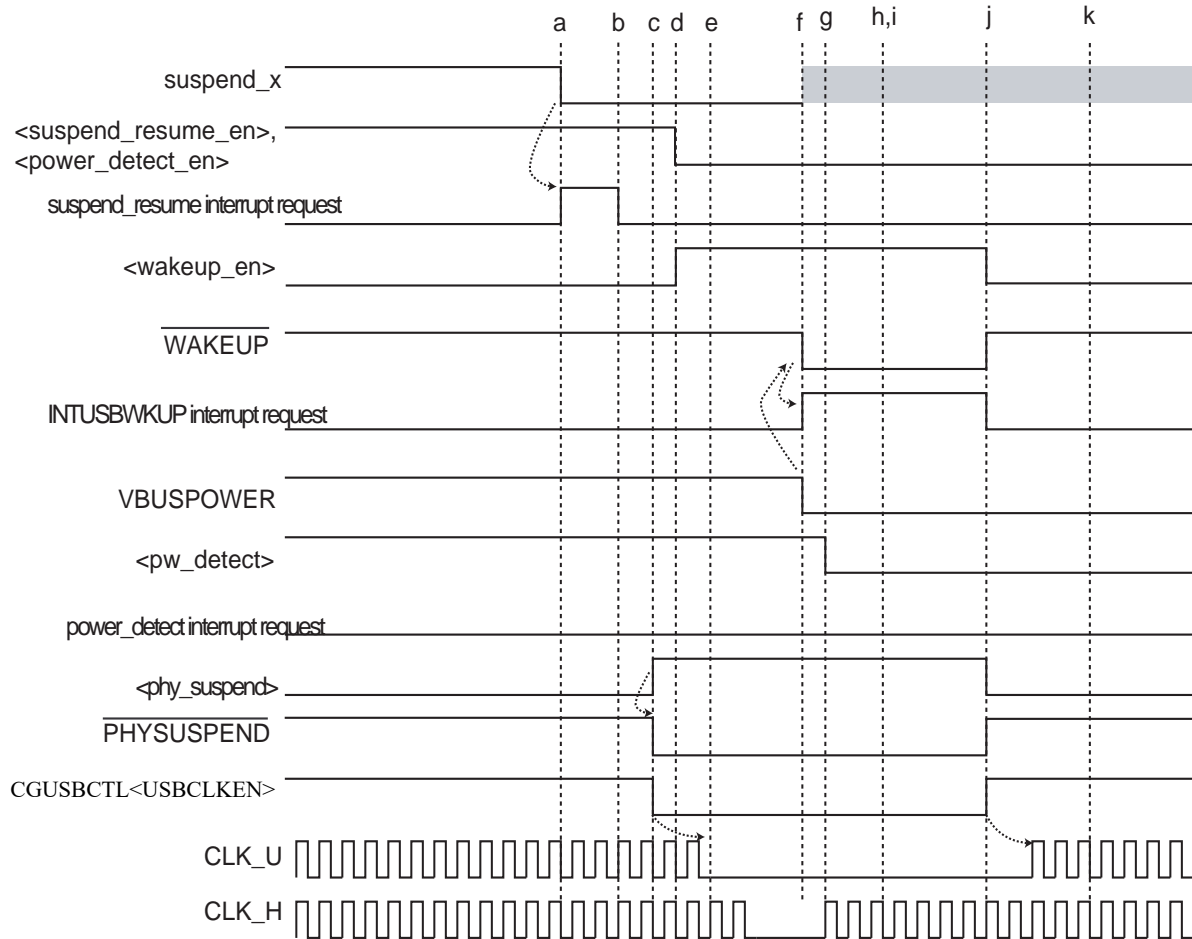 a b c d e f g h,i j k
suspend_x
<suspend_resume_en>,
<power_detect_en>
suspend_resume interrupt request
<wakeup_en>
WAKEUP
INTUSBWKUP interrupt request
VBUSPOWER
<pw_detect>
power_detect interrupt request
<phy_suspend>
PHYSUSPEND
CGUSBCTL<USBCLKEN>
CLK_U
CLK_H